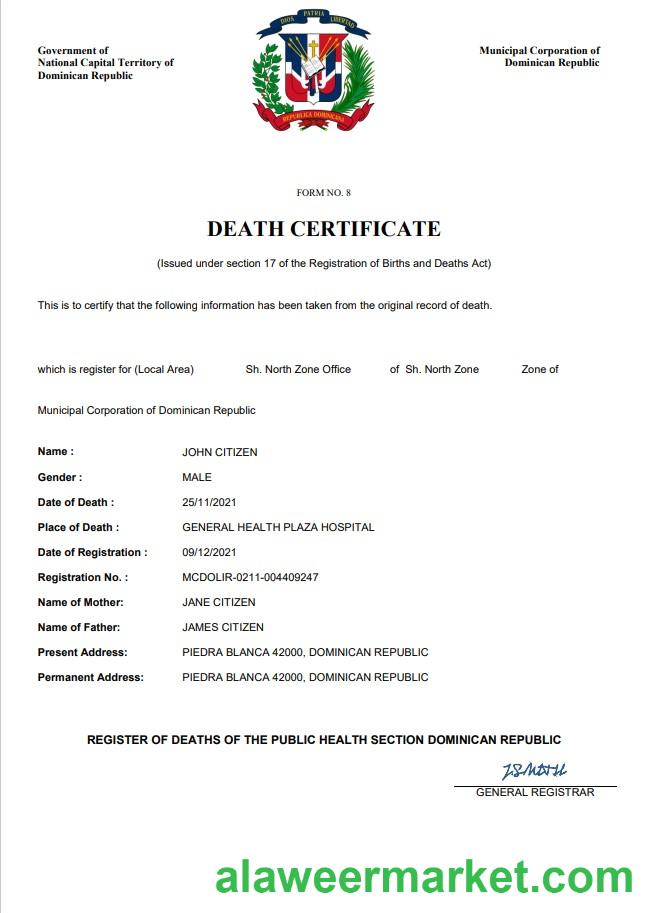 Government of
National Capital Territory of
Dominican Republic
DIOS PATRIA LIBERTAD
REPUBLICA DOMINICANA
Municipal Corporation of
Dominican Republic
FORM NO. 8
DEATH CERTIFICATE
(Issued under section 17 of the Registration of Births and Deaths Act)
This is to certify that the following information has been taken from the original record of death.
which is register for (Local Area) Sh. North Zone Office of Sh. North Zone Zone of
Municipal Corporation of Dominican Republic
Name : JOHN CITIZEN
Gender : MALE
Date of Death : 25/11/2021
Place of Death : GENERAL HEALTH PLAZA HOSPITAL
Date of Registration : 09/12/2021
Registration No. : MCDOLIR-0211-004409247
Name of Mother: JANE CITIZEN
Name of Father: JAMES CITIZEN
Present Address: PIEDRA BLANCA 42000, DOMINICAN REPUBLIC
Permanent Address: PIEDRA BLANCA 42000, DOMINICAN REPUBLIC
REGISTER OF DEATHS OF THE PUBLIC HEALTH SECTION DOMINICAN REPUBLIC
GENERAL REGISTRAR
alaweermarket.com